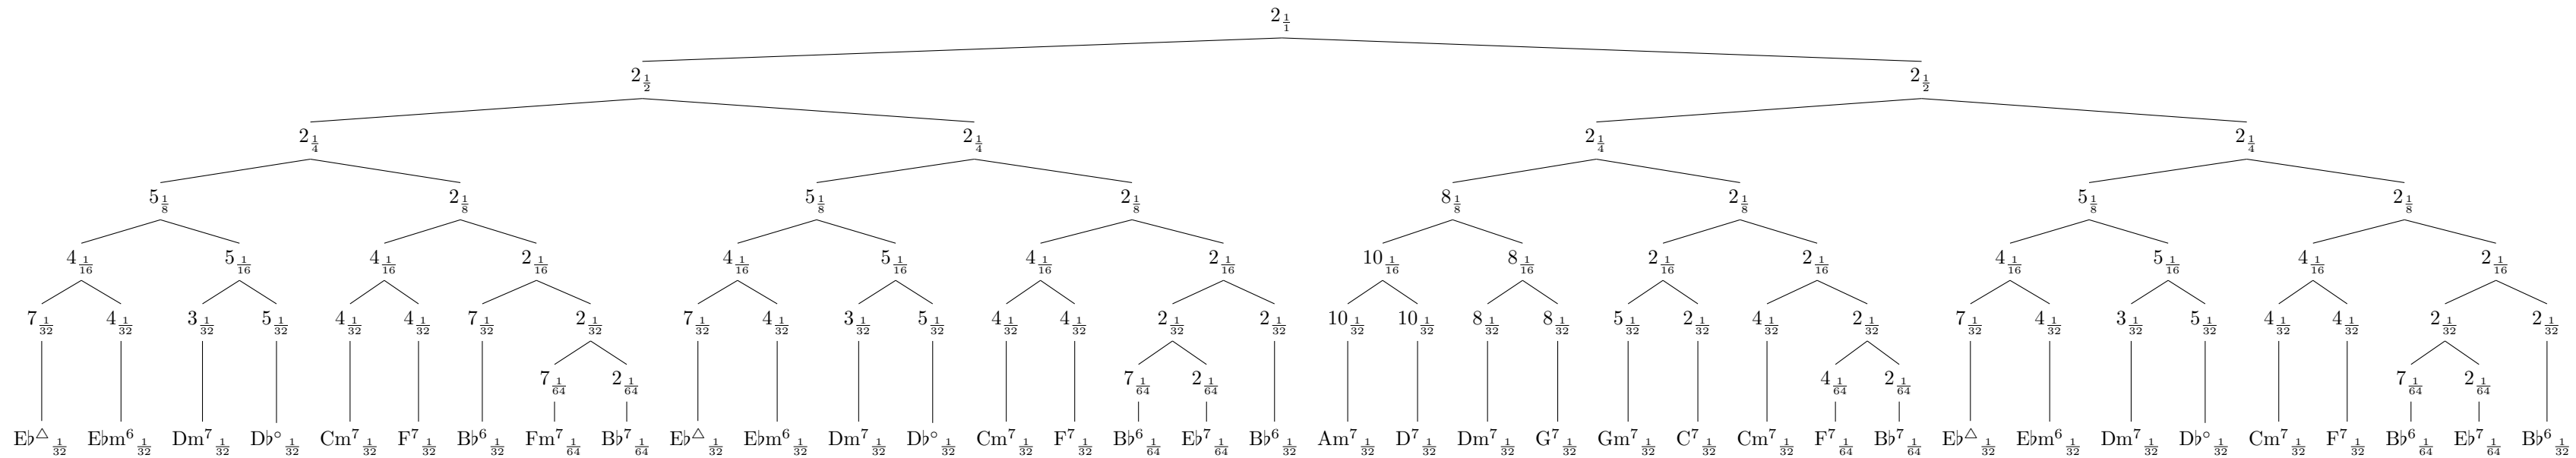 2 1/1
2 1/2 2 1/2
2 1/4 2 1/4 2 1/4 2 1/4
5 1/8 2 1/8 5 1/8 2 1/8 8 1/8 2 1/8 5 1/8 2 1/8
4 1/16 5 1/16 4 1/16 2 1/16 4 1/16 5 1/16 4 1/16 2 1/16 10 1/16 8 1/16 2 1/16 2 1/16 4 1/16 5 1/16 4 1/16 2 1/16
7 1/32 4 1/32 3 1/32 5 1/32 4 1/32 4 1/32 7 1/32 2 1/32 7 1/32 4 1/32 3 1/32 5 1/32 4 1/32 4 1/32 2 1/32 2 1/32 10 1/32 10 1/32 8 1/32 8 1/32 5 1/32 2 1/32 4 1/32 2 1/32 7 1/32 4 1/32 3 1/32 5 1/32 4 1/32 4 1/32 2 1/32 2 1/32
7 1/64 2 1/64 7 1/64 2 1/64 4 1/64 2 1/64 7 1/64 2 1/64
E♭△ 1/32 E♭m⁶ 1/32 Dm⁷ 1/32 D♭° 1/32 Cm⁷ 1/32 F⁷ 1/32 B♭⁶ 1/32 Fm⁷ 1/64 B♭⁷ 1/64 E♭△ 1/32 E♭m⁶ 1/32 Dm⁷ 1/32 D♭° 1/32 Cm⁷ 1/32 F⁷ 1/32 B♭⁶ 1/64 E♭⁷ 1/64 B♭⁶ 1/32 Am⁷ 1/32 D⁷ 1/32 Dm⁷ 1/32 G⁷ 1/32 Gm⁷ 1/32 C⁷ 1/32 Cm⁷ 1/32 F⁷ 1/64 B♭⁷ 1/64 E♭△ 1/32 E♭m⁶ 1/32 Dm⁷ 1/32 D♭° 1/32 Cm⁷ 1/32 F⁷ 1/32 B♭⁶ 1/64 E♭⁷ 1/64 B♭⁶ 1/32